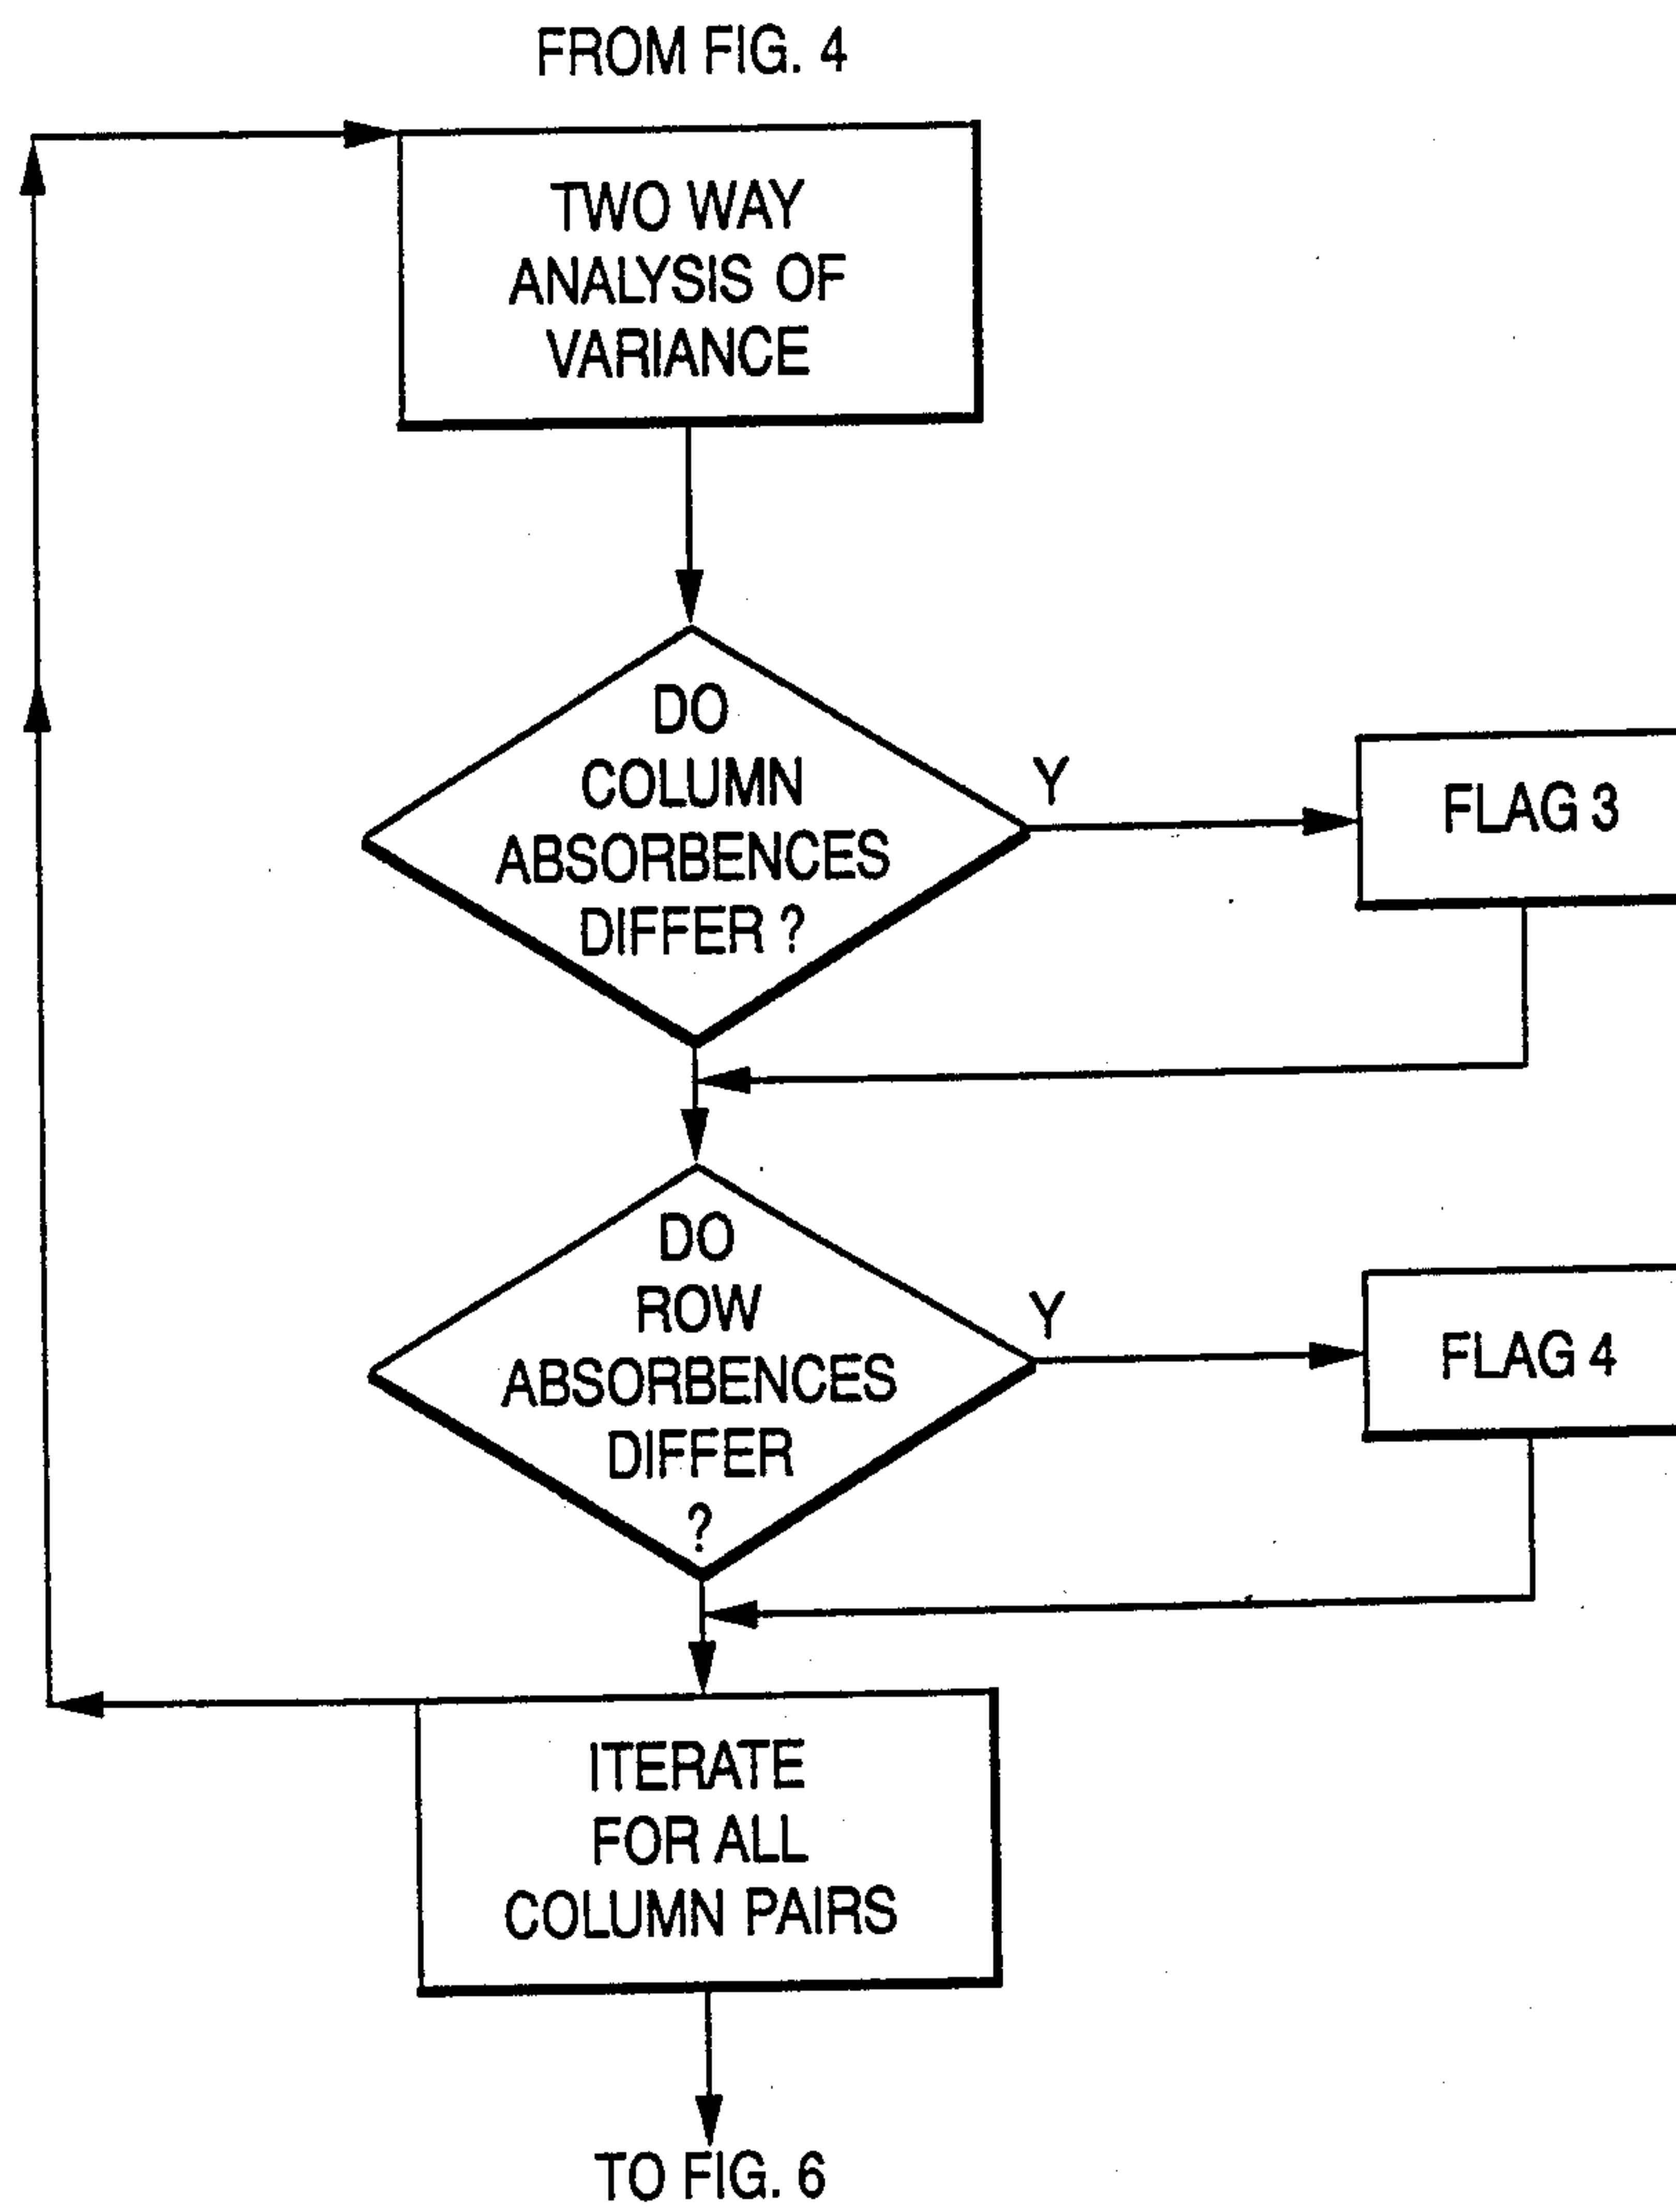 FROM FIG. 4
TWO WAY
ANALYSIS OF
VARIANCE
DO
COLUMN
ABSORBENCES
DIFFER ?
Y
FLAG 3
DO
ROW
ABSORBENCES
DIFFER
?
Y
FLAG 4
ITERATE
FOR ALL
COLUMN PAIRS
TO FIG. 6